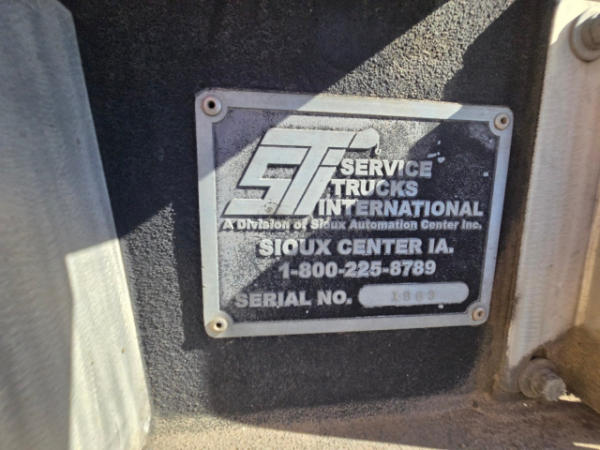 STi SERVICE
TRUCKS
INTERNATIONAL
A Division of Sioux Automation Center Inc.
SIOUX CENTER IA.
1-800-225-8789
SERIAL NO.